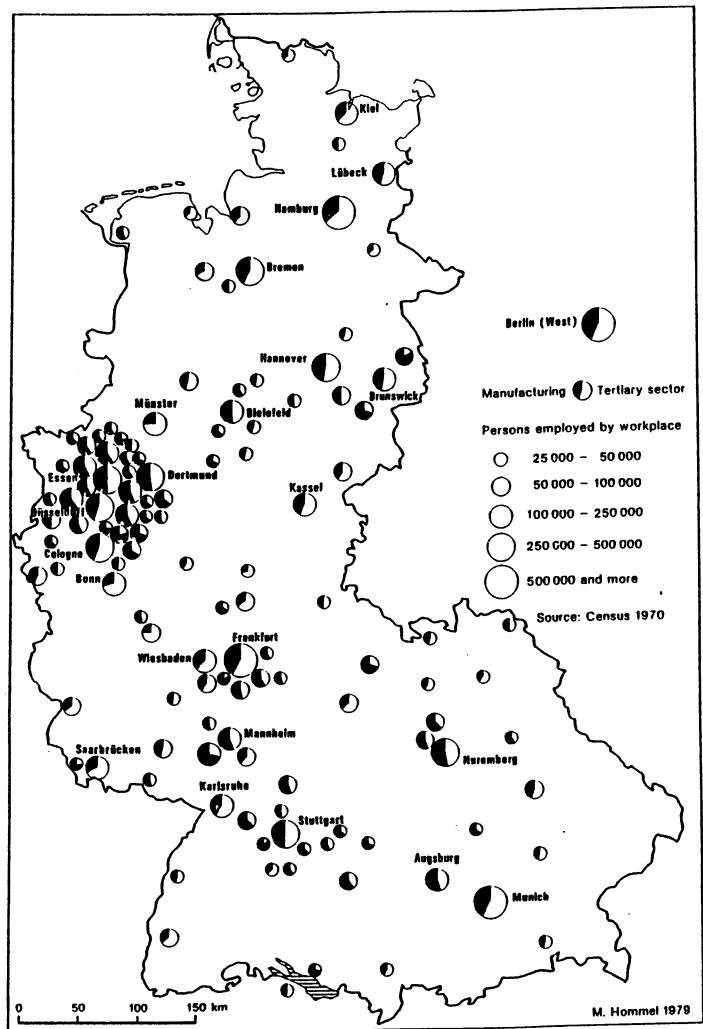 Kiel
Lübeck
Hamburg
Bremen
Berlin (West)
Hannover
Brunswick
Manufacturing Tertiary sector
Münster
Bielefeld
Persons employed by workplace
25 000 – 50 000
Essen
Dortmund
Kassel
50 000 – 100 000
Düsseldorf
100 000 – 250 000
Cologne
250 000 – 500 000
Bonn
500 000 and more
Source: Census 1970
Frankfurt
Wiesbaden
Mannheim
Saarbrücken
Nuremberg
Karlsruhe
Stuttgart
Augsburg
Munich
0 50 100 150 km
M. Hommel 1979